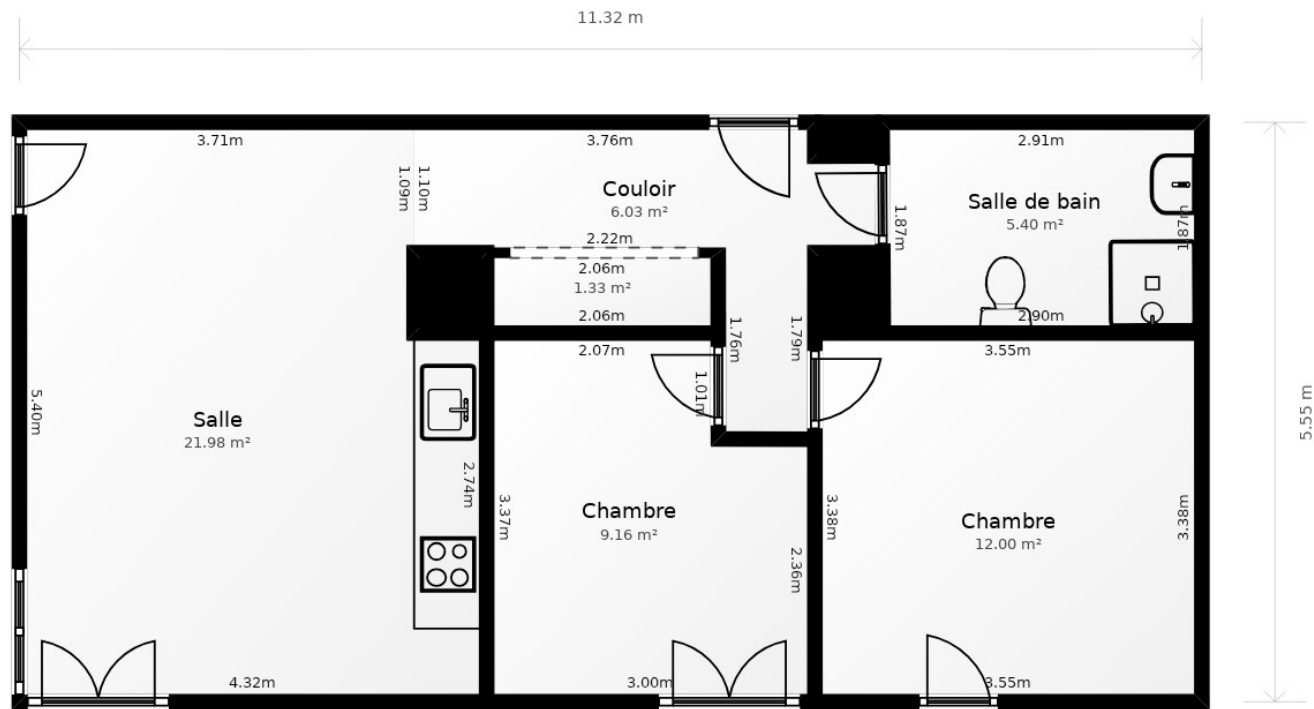 11.32 m
3.71m
3.76m
2.91m
1.09m
1.10m
Couloir
6.03 m²
Salle de bain
5.40 m²
1.87m
1.87m
2.22m
2.06m
1.33 m²
2.06m
2.90m
2.07m
1.76m
1.79m
3.55m
1.01m
5.40m
Salle
21.98 m²
5.55 m
2.74m
3.37m
Chambre
9.16 m²
3.38m
Chambre
12.00 m²
3.38m
2.36m
4.32m
3.00m
3.55m